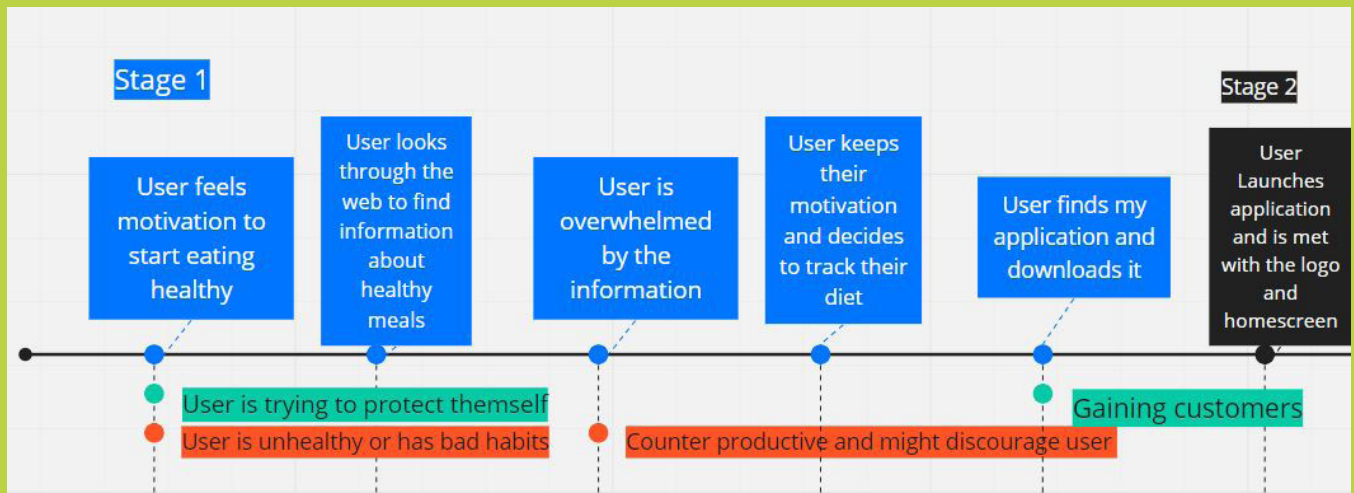 Stage 1
Stage 2
User feels
motivation to
start eating
healthy
User looks
through the
web to find
information
about
healthy
meals
User is
overwhelmed
by the
information
User keeps
their
motivation
and decides
to track their
diet
User finds my
application and
downloads it
User
Launches
application
and is met
with the logo
and
homescreen
User is trying to protect themself
User is unhealthy or has bad habits
Counter productive and might discourage user
Gaining customers